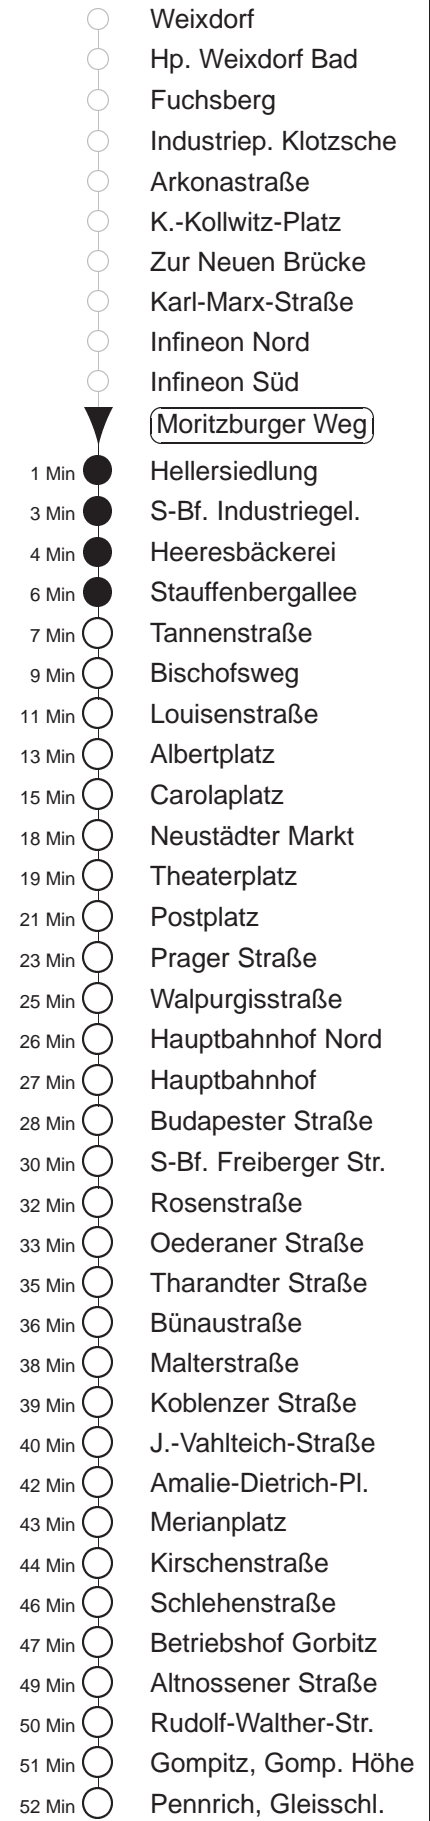 Weixdorf
Hp. Weixdorf Bad
Fuchsberg
Industriep. Klotzsche
Arkonastraße
K.-Kollwitz-Platz
Zur Neuen Brücke
Karl-Marx-Straße
Infineon Nord
Infineon Süd
Moritzburger Weg
1 Min Hellersiedlung
3 Min S-Bf. Industriegel.
4 Min Heeresbäckerei
6 Min Stauffenbergallee
7 Min Tannenstraße
9 Min Bischofsweg
11 Min Louisenstraße
13 Min Albertplatz
15 Min Carolaplatz
18 Min Neustädter Markt
19 Min Theaterplatz
21 Min Postplatz
23 Min Prager Straße
25 Min Walpurgisstraße
26 Min Hauptbahnhof Nord
27 Min Hauptbahnhof
28 Min Budapester Straße
30 Min S-Bf. Freiberger Str.
32 Min Rosenstraße
33 Min Oederaner Straße
35 Min Tharandter Straße
36 Min Bünaustraße
38 Min Malterstraße
39 Min Koblenzer Straße
40 Min J.-Vahlteich-Straße
42 Min Amalie-Dietrich-Pl.
43 Min Merianplatz
44 Min Kirschenstraße
46 Min Schlehenstraße
47 Min Betriebshof Gorbitz
49 Min Altnossener Straße
50 Min Rudolf-Walther-Str.
51 Min Gompitz, Gomp. Höhe
52 Min Pennrich, Gleisschl.